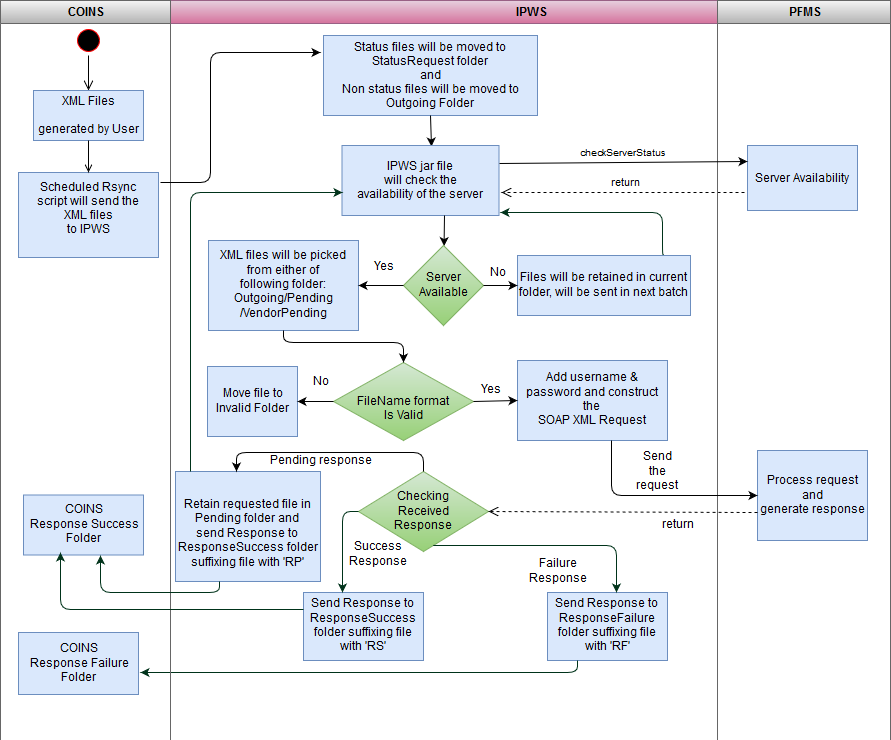 COINS
IPWS
PFMS
XML Files
generated by User
Scheduled Rsync
script will send the
XML files
to IPWS
Status files will be moved to
StatusRequest folder
and
Non status files will be moved to
Outgoing Folder
IPWS jar file
will check the
availability of the server
checkServerStatus
return
Server Availability
XML files will be picked
from either of
following folder:
Outgoing/Pending
/VendorPending
Yes
Server
Available
No
Files will be retained in current
folder, will be sent in next batch
Move file to
Invalid Folder
No
FileName format
Is Valid
Yes
Add username &
password and construct
the
SOAP XML Request
Send
the
request
Process request
and
generate response
return
Pending response
Checking
Received
Response
Retain requested file in
Pending folder and
send Response to
ResponseSuccess folder
suffixing file with 'RP'
COINS
Response Success
Folder
Success
Response
Failure
Response
Send Response to
ResponseSuccess
folder suffixing file
with 'RS'
Send Response to
ResponseFailure
folder suffixing file
with 'RF'
COINS
Response Failure
Folder